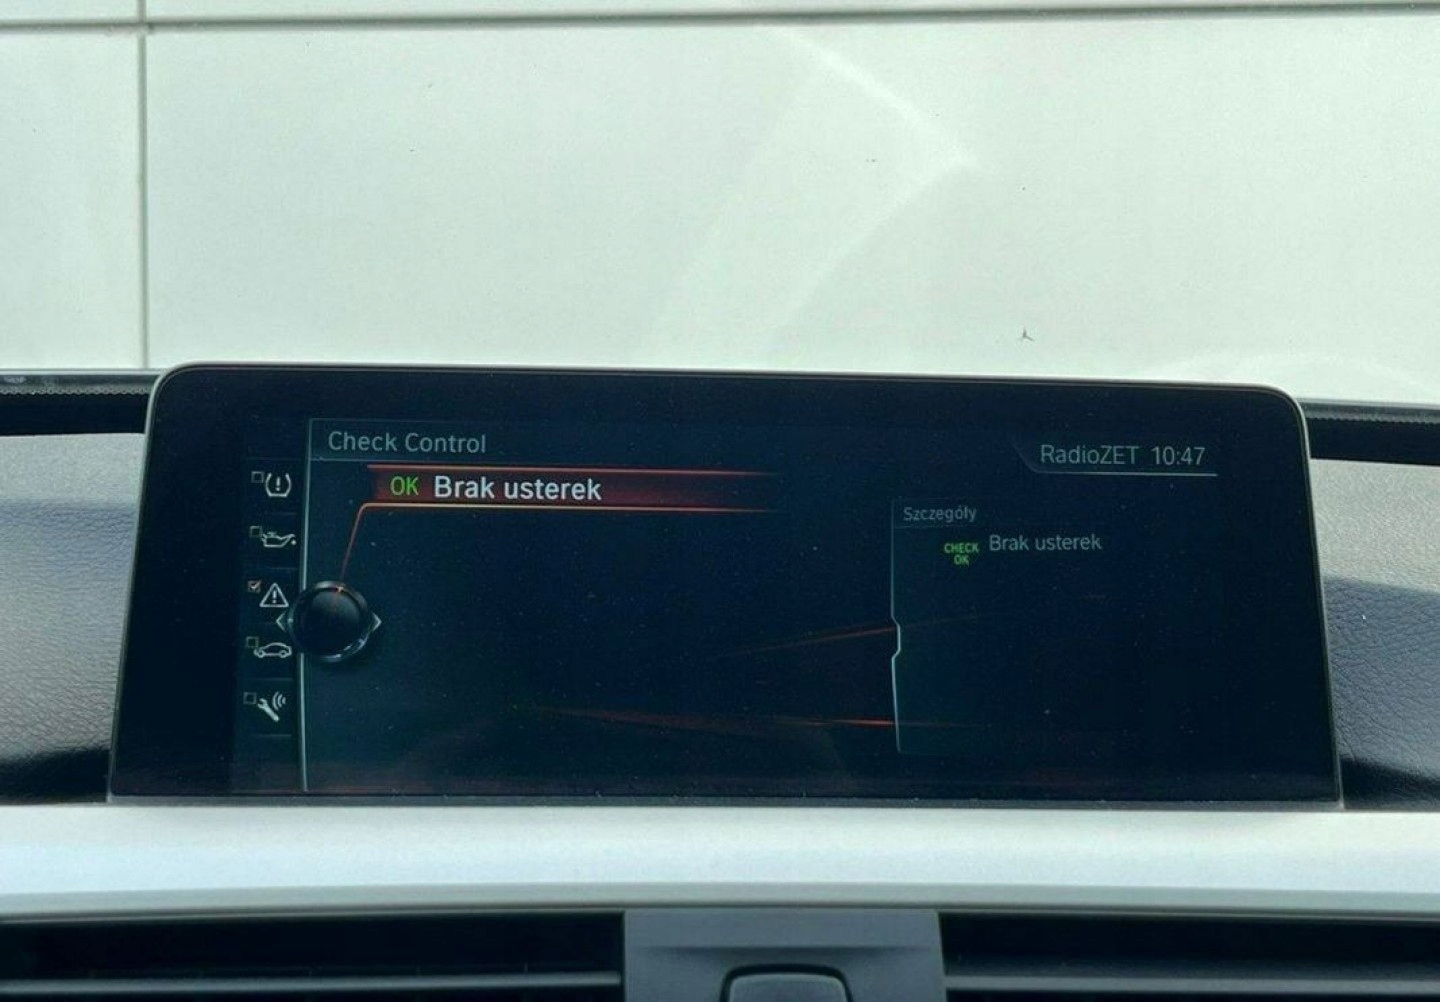 Check Control
RadioZET 10:47
OK Brak usterek
Szczegóły
CHECK OK Brak usterek